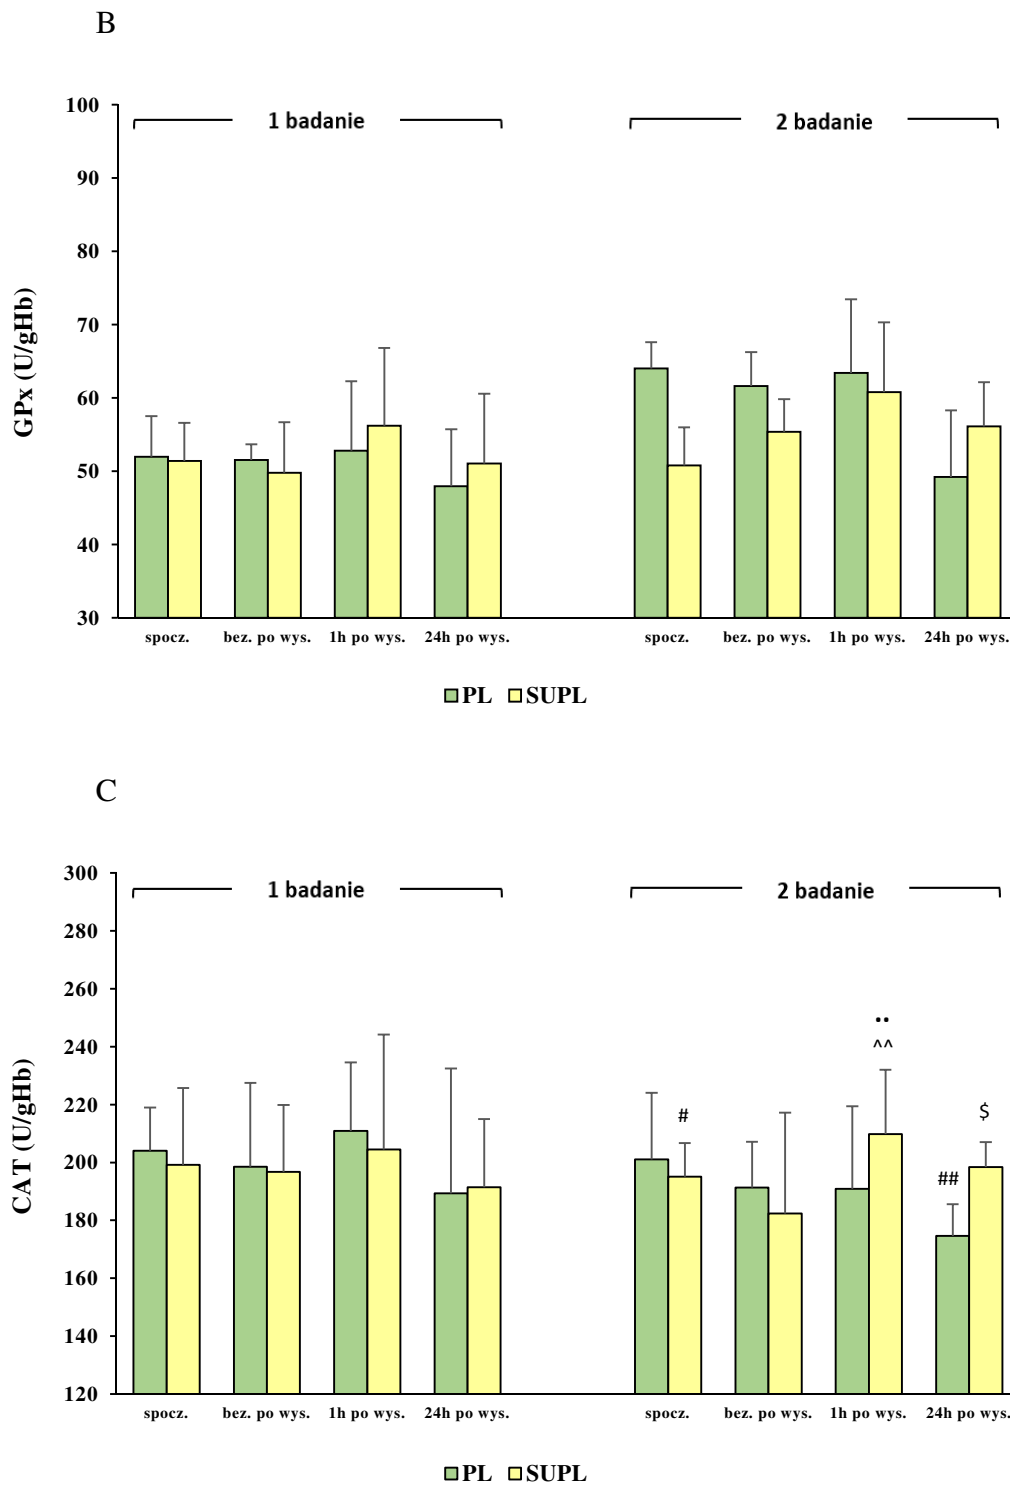 B
100
1 badanie
2 badanie
90
80
70
60
50
40
30
GPx (U/gHb)
spocz. bez. po wys. 1h po wys. 24h po wys. spocz. bez. po wys. 1h po wys. 24h po wys.
PL SUPL
C
300
1 badanie
2 badanie
280
260
240
220
200
180
160
140
120
CAT (U/gHb)
••
^^
# $
##
spocz. bez. po wys. 1h po wys. 24h po wys. spocz. bez. po wys. 1h po wys. 24h po wys.
PL SUPL